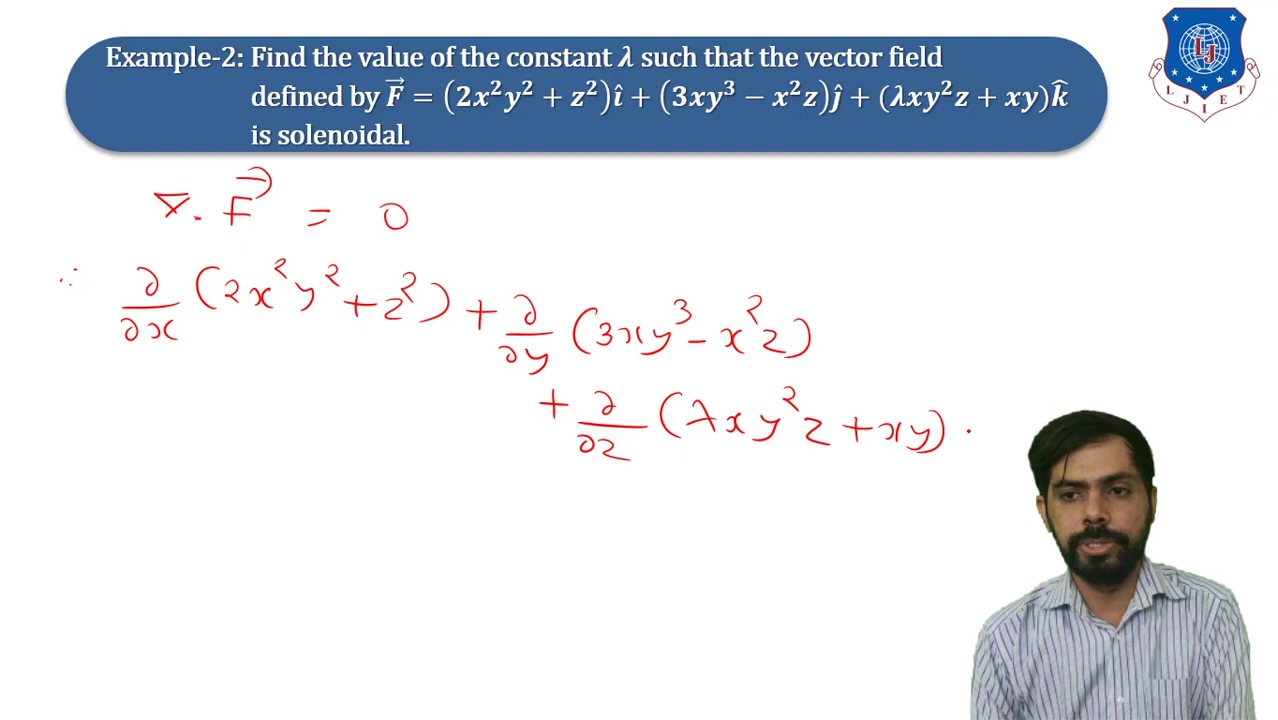 Example-2: Find the value of the constant λ such that the vector field
defined by F⃗ = (2x²y² + z²)î + (3xy³ − x²z)ĵ + (λxy²z + xy)k̂
is solenoidal.
LJIET
∇. F⃗ = 0
∵ ∂/∂x (2x²y² + z²) + ∂/∂y (3xy³ − x²z)
+ ∂/∂z (λxy²z + xy)